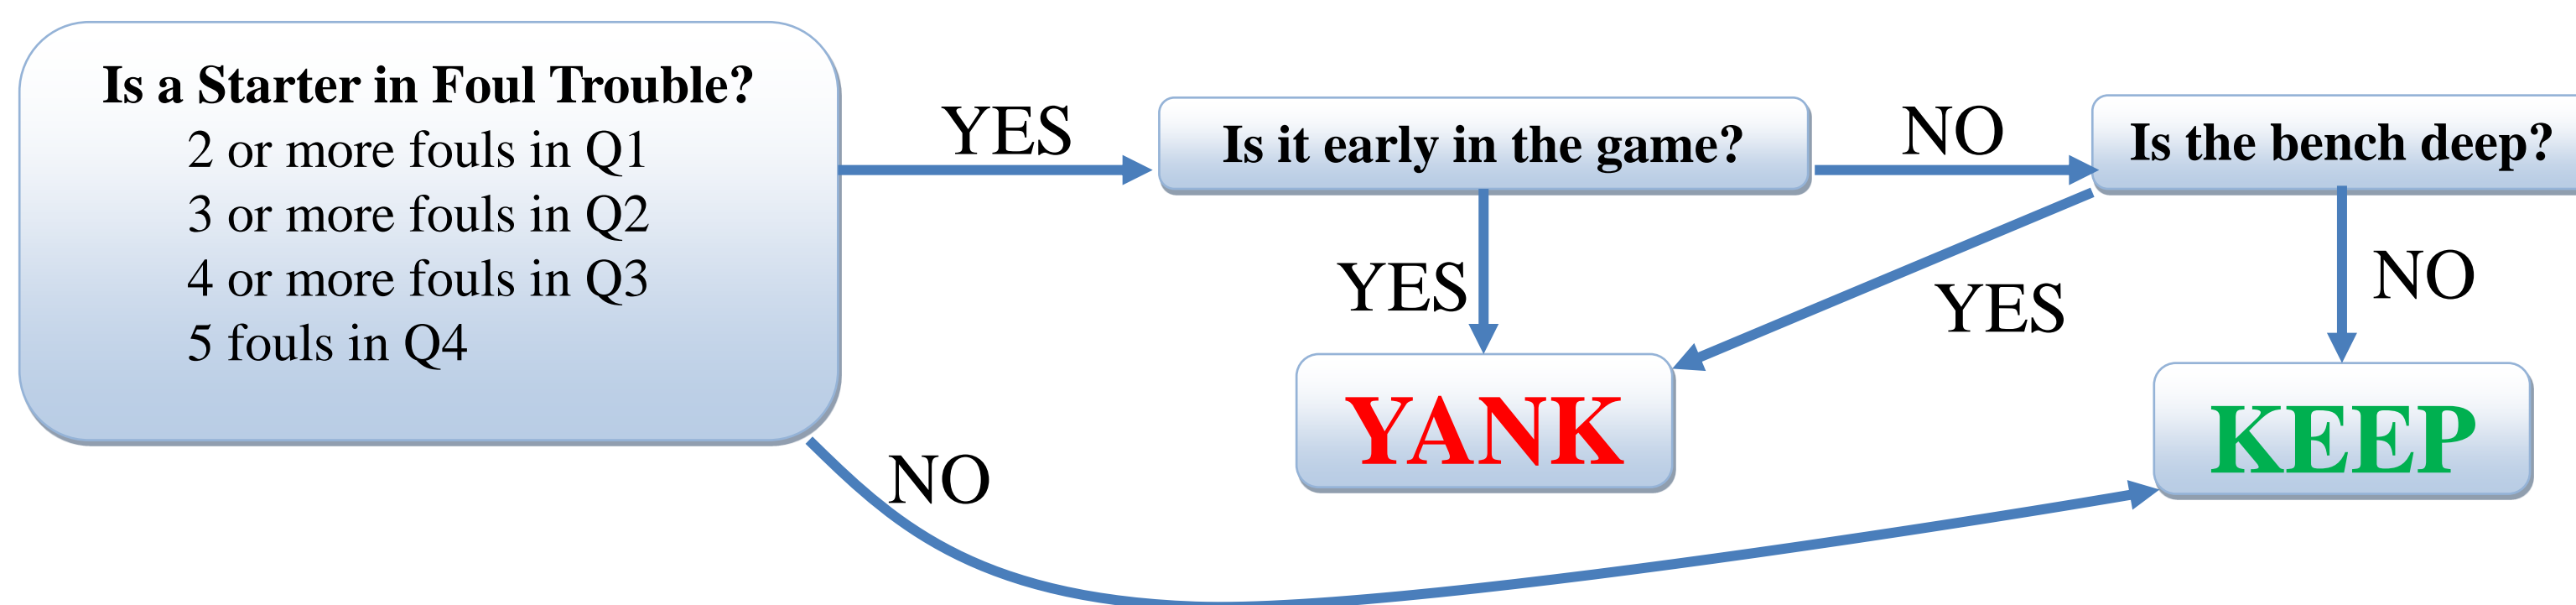 Is a Starter in Foul Trouble?
2 or more fouls in Q1
3 or more fouls in Q2
4 or more fouls in Q3
5 fouls in Q4
YES
Is it early in the game?
NO
Is the bench deep?
YES
YES
NO
YANK
KEEP
NO